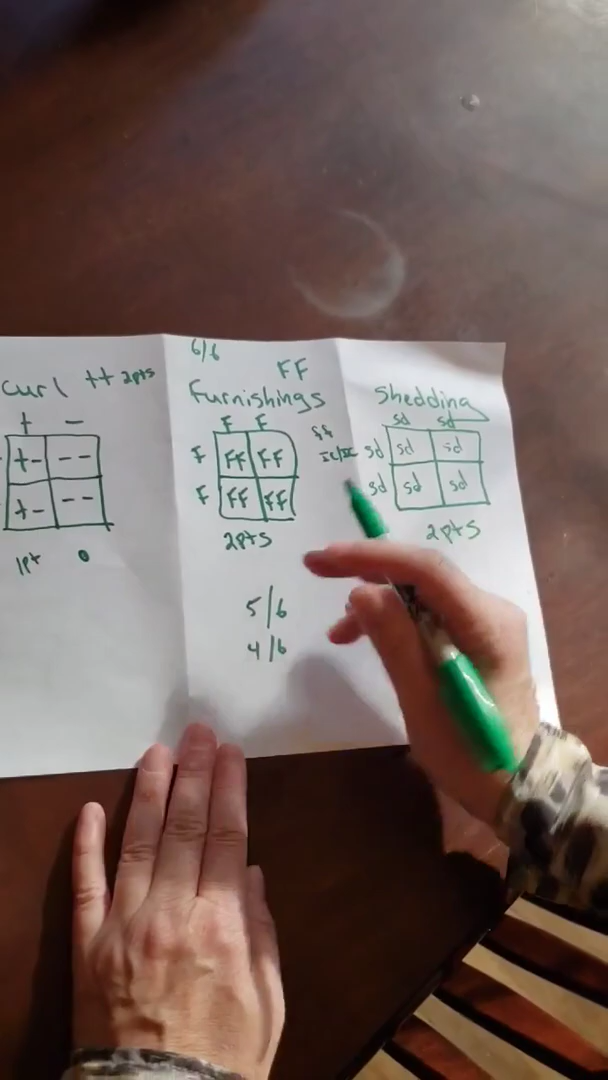 curl ++ 2pts
+ -
+- --
+- --
1pt 0
6/6
FF
Furnishings
F F
F FF FF
F FF FF
2pts
5/6
4/6
Shedding
sd sd
sd sd sd
sd sd sd
2pts